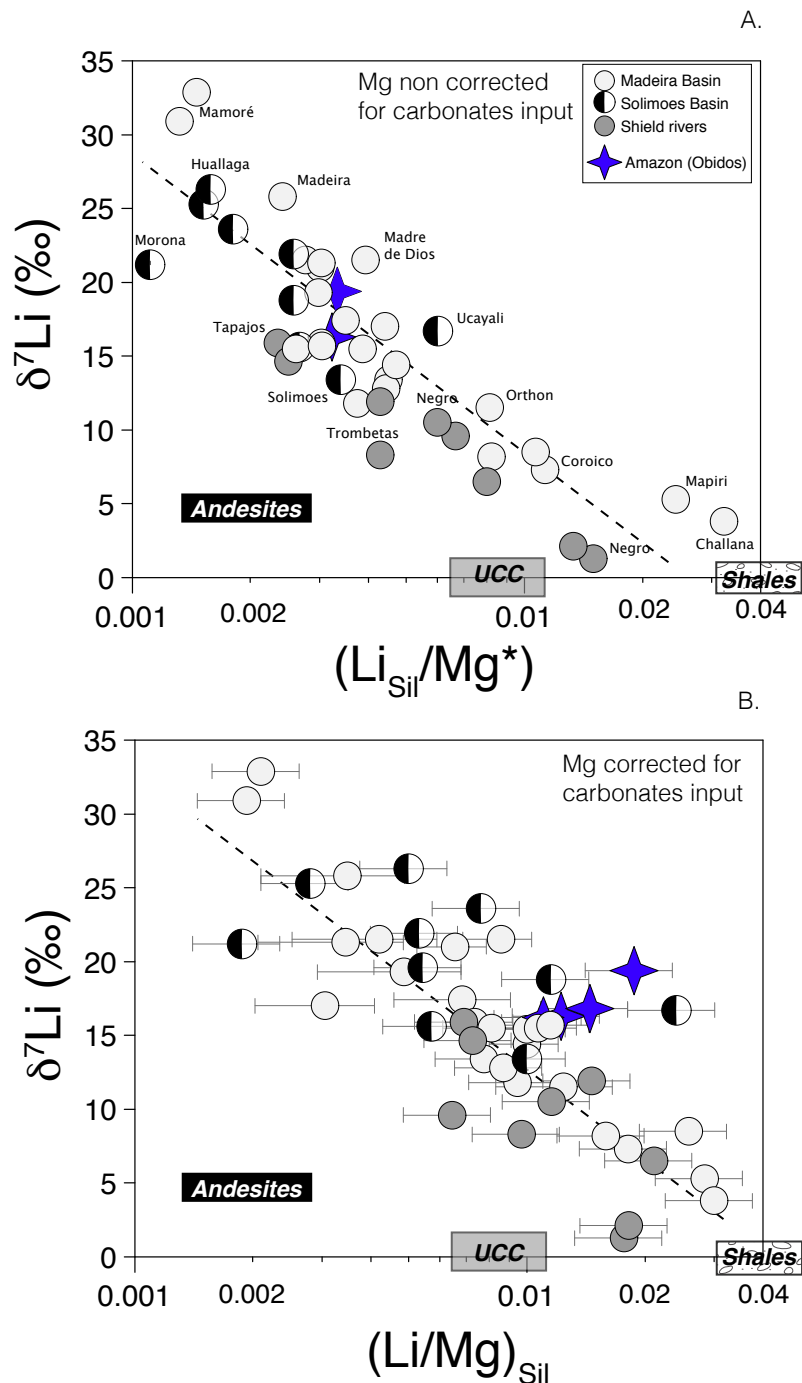 A.
35
30
25
20
15
10
5
0
δ⁷Li (‰)
Mg non corrected
for carbonates input
Madeira Basin
Solimoes Basin
Shield rivers
Amazon (Obidos)
Mamoré
Huallaga
Madeira
Morona
Madre
de Dios
Tapajos
Ucayali
Solimoes
Negro
Orthon
Trombetas
Coroico
Mapiri
Challana
Negro
Andesites
UCC
Shales
0.001
0.002
0.01
0.02
0.04
(Li_Sil/Mg*)
B.
35
30
25
20
15
10
5
0
δ⁷Li (‰)
Mg corrected for
carbonates input
Andesites
UCC
Shales
0.001
0.002
0.01
0.02
0.04
(Li/Mg)_Sil